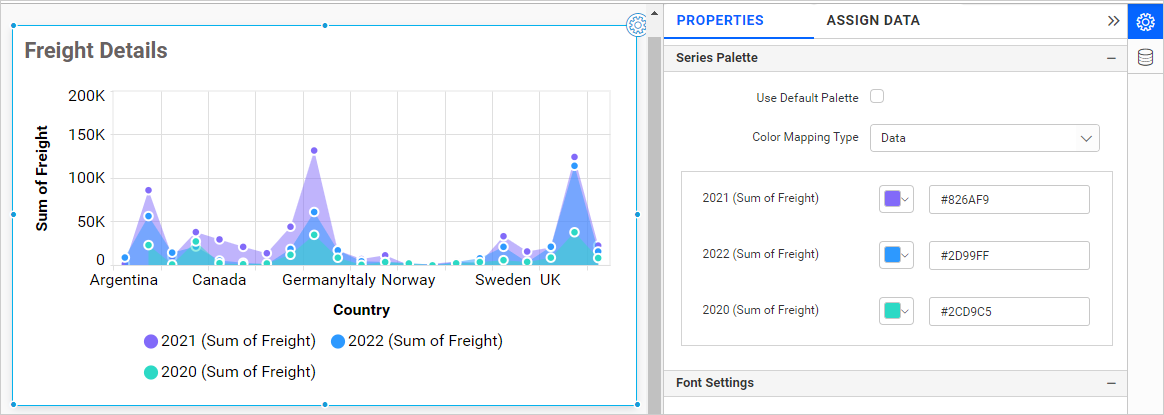 Freight Details
200K
150K
100K
50K
0
Sum of Freight
Argentina Canada Germany Italy Norway Sweden UK
Country
2021 (Sum of Freight) 2022 (Sum of Freight)
2020 (Sum of Freight)
PROPERTIES ASSIGN DATA
Series Palette
Use Default Palette
Color Mapping Type Data
2021 (Sum of Freight) #826AF9
2022 (Sum of Freight) #2D99FF
2020 (Sum of Freight) #2CD9C5
Font Settings